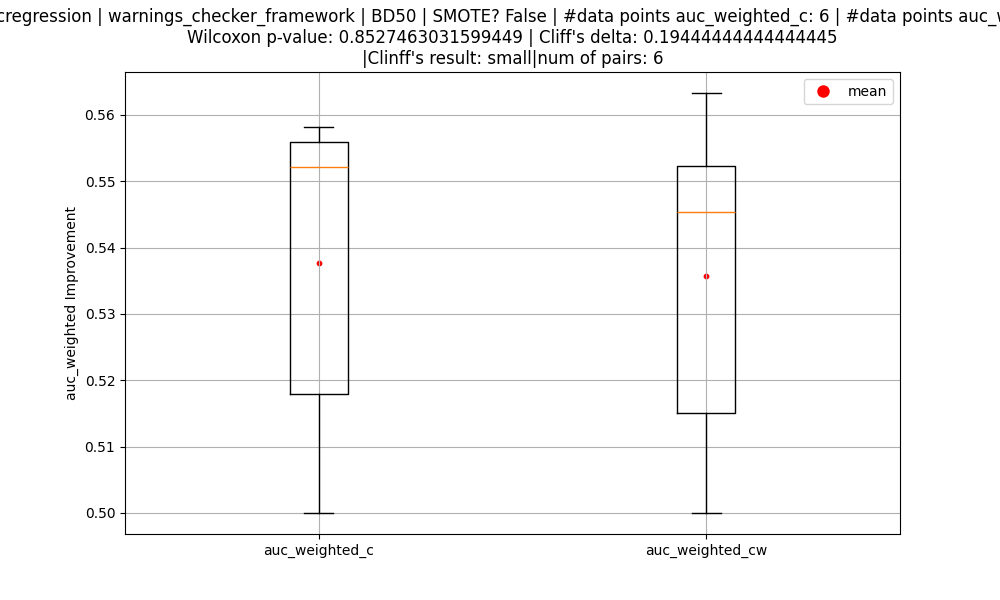 cregression | warnings_checker_framework | BD50 | SMOTE? False | #data points auc_weighted_c: 6 | #data points
Wilcoxon p-value: 0.8527463031599449 | Cliff's delta: 0.19444444444444445
|Clinff's result: small|num of pairs: 6
mean
0.56
0.55
0.54
0.53
0.52
0.51
0.50
auc_weighted Improvement
auc_weighted_c
auc_weighted_cw